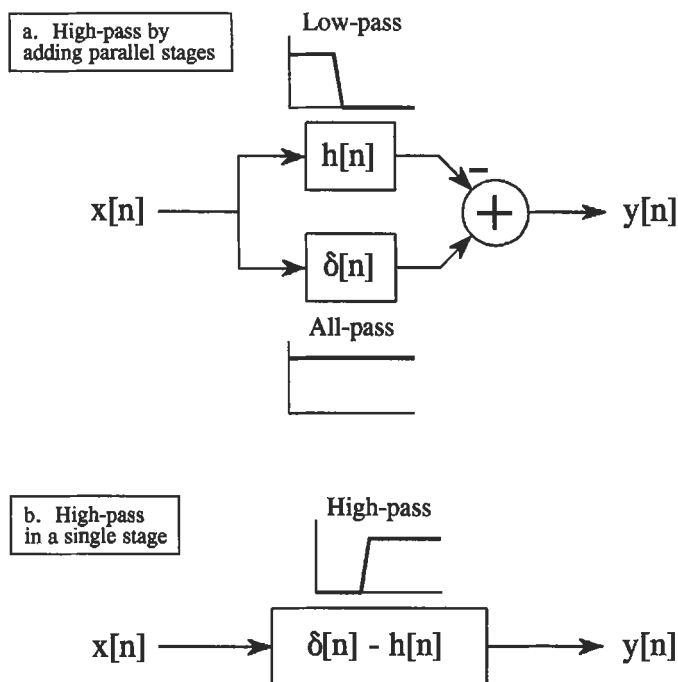 a. High-pass by
adding parallel stages
Low-pass
h[n]
x[n]
–
+
y[n]
δ[n]
All-pass
b. High-pass
in a single stage
High-pass
x[n]
δ[n] - h[n]
y[n]